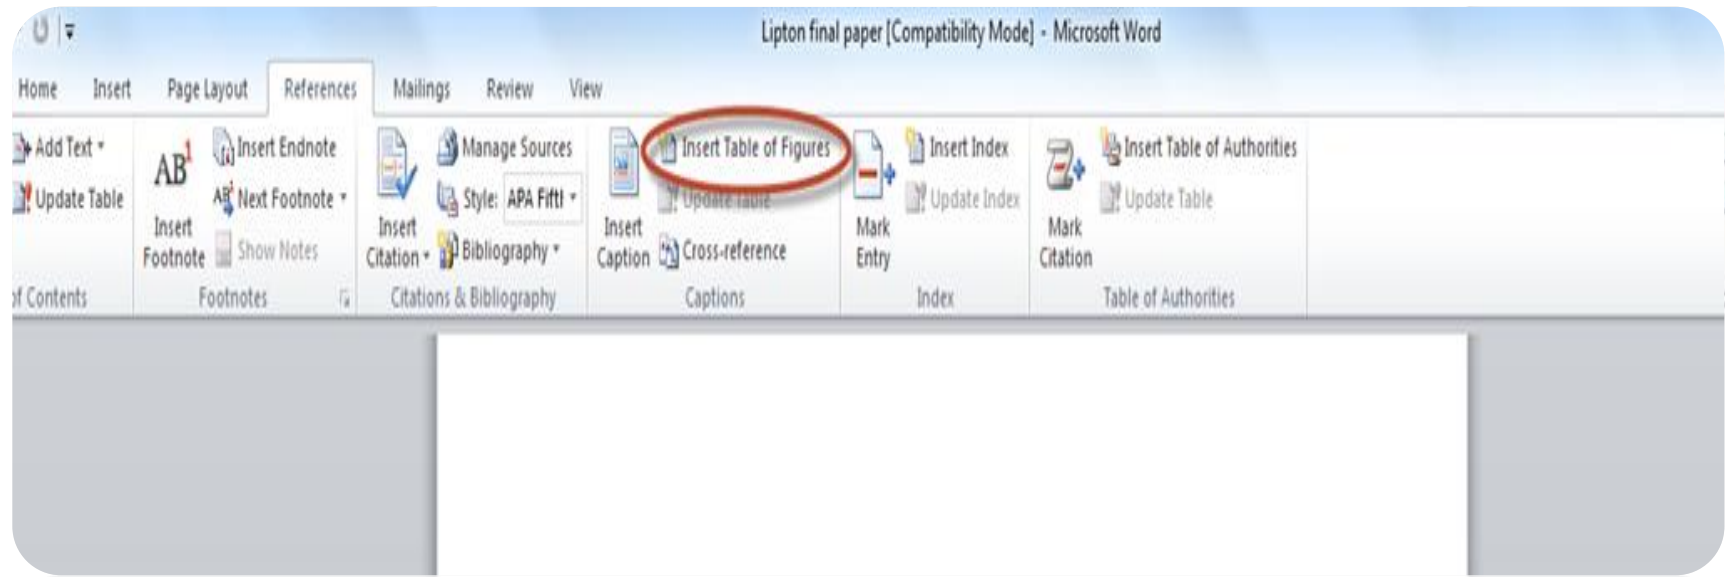 Lipton final paper [Compatibility Mode] - Microsoft Word
Home Insert Page Layout References Mailings Review View
Add Text
Update Table
of Contents
AB1
Insert
Footnote
Insert Endnote
AB1 Next Footnote
Show Notes
Footnotes
Insert
Citation
Manage Sources
Style: APA Fiftl
Bibliography
Citations & Bibliography
Insert
Caption
Insert Table of Figures
Update Table
Cross-reference
Captions
Mark
Entry
Insert Index
Update Index
Index
Mark
Citation
Insert Table of Authorities
Update Table
Table of Authorities